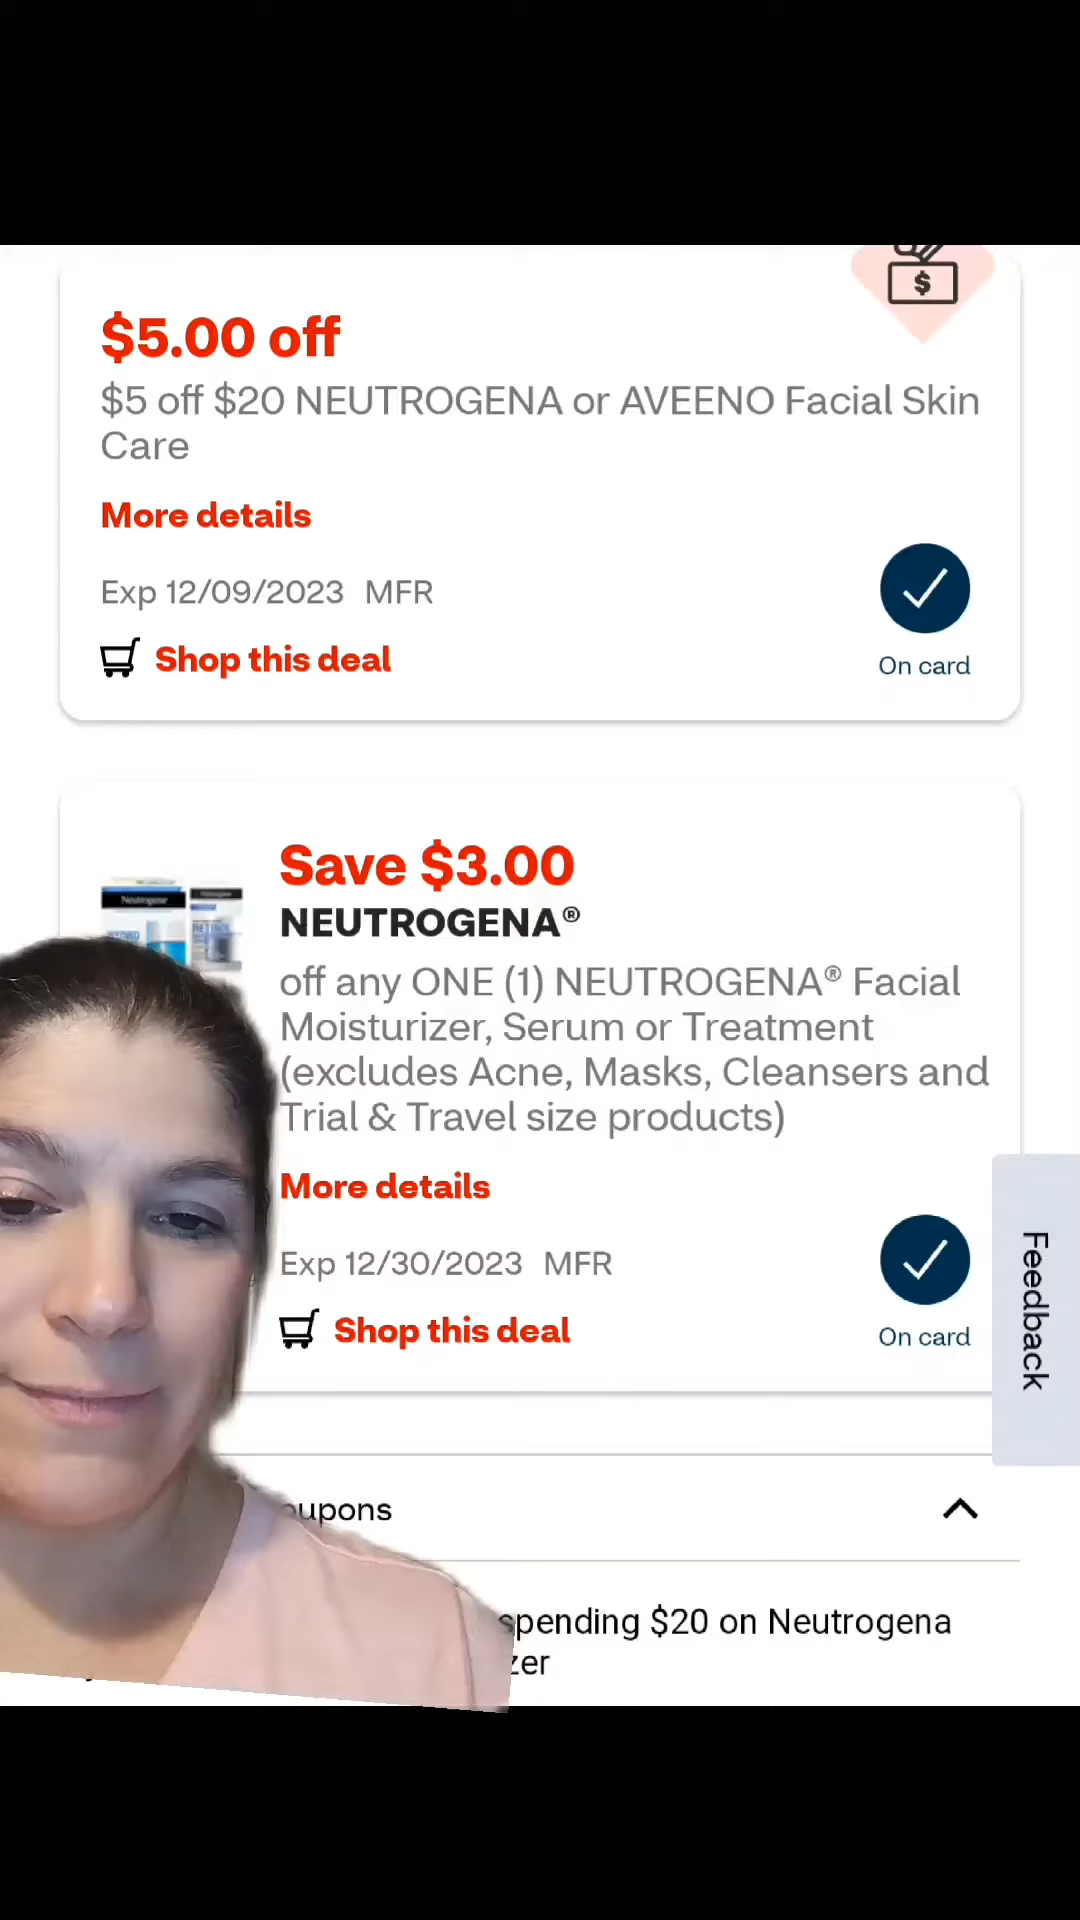 $
$5.00 off
$5 off $20 NEUTROGENA or AVEENO Facial Skin
Care
More details
Exp 12/09/2023 MFR
Shop this deal
On card
Save $3.00
NEUTROGENA®
Neutrogena
off any ONE (1) NEUTROGENA® Facial
Moisturizer, Serum or Treatment
(excludes Acne, Masks, Cleansers and
Trial & Travel size products)
More details
Exp 12/30/2023 MFR
Shop this deal
On card
Feedback
oupons
spending $20 on Neutrogena
zer